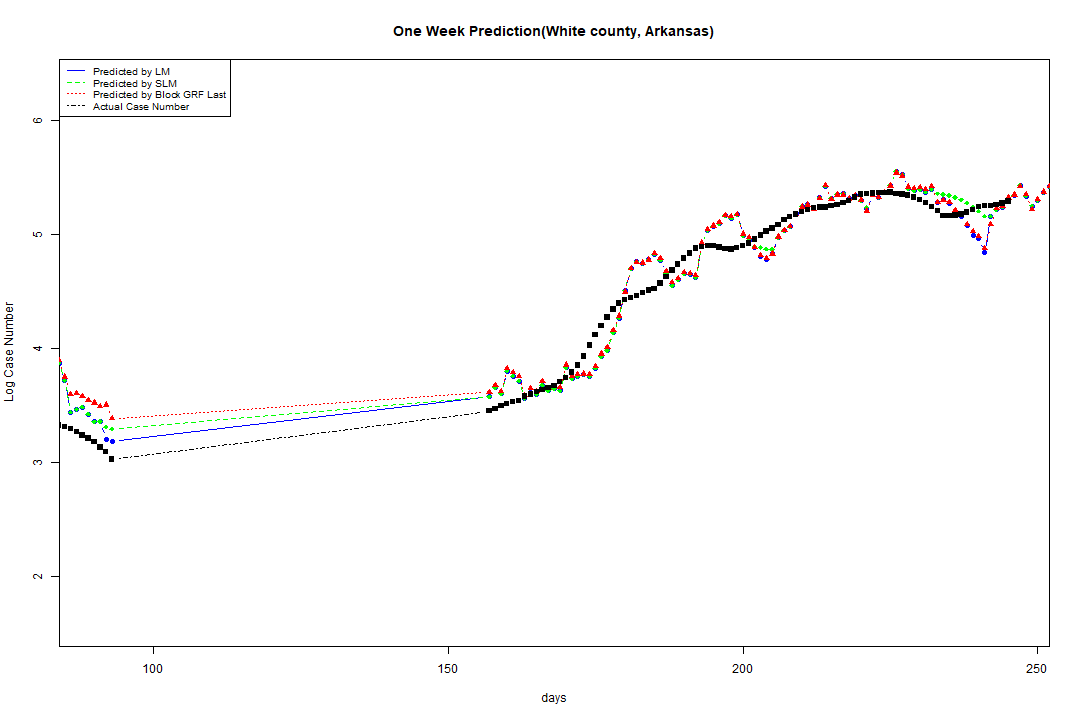 One Week Prediction(White county, Arkansas)
Predicted by LM
Predicted by SLM
Predicted by Block GRF Last
Actual Case Number
Log Case Number
6
5
4
3
2
100 150 200 250
days